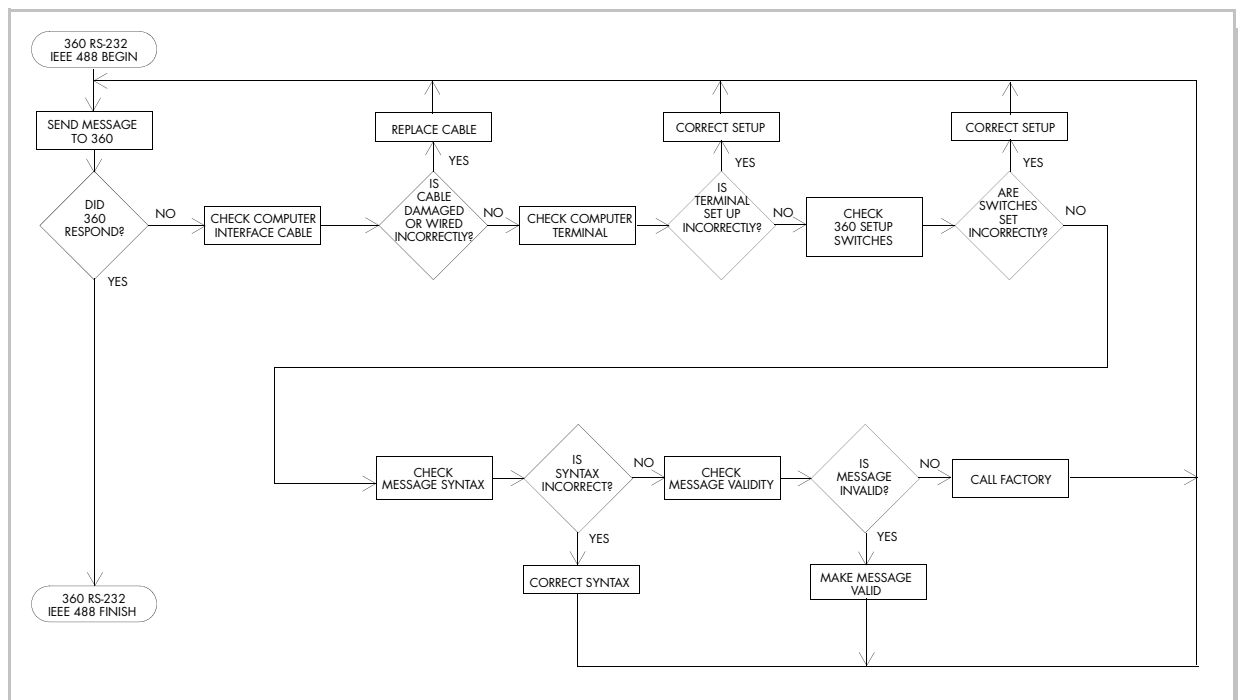 360 RS-232
IEEE 488 BEGIN
SEND MESSAGE
TO 360
DID
360
RESPOND?
NO
YES
CHECK COMPUTER
INTERFACE CABLE
REPLACE CABLE
YES
IS
CABLE
DAMAGED
OR WIRED
INCORRECTLY?
NO
CHECK COMPUTER
TERMINAL
CORRECT SETUP
YES
IS
TERMINAL
SET UP
INCORRECTLY?
NO
CHECK
360 SETUP
SWITCHES
CORRECT SETUP
YES
ARE
SWITCHES
SET
INCORRECTLY?
NO
CHECK
MESSAGE SYNTAX
IS
SYNTAX
INCORRECT?
NO
YES
CORRECT SYNTAX
CHECK
MESSAGE VALIDITY
IS
MESSAGE
INVALID?
NO
YES
MAKE MESSAGE
VALID
CALL FACTORY
360 RS-232
IEEE 488 FINISH